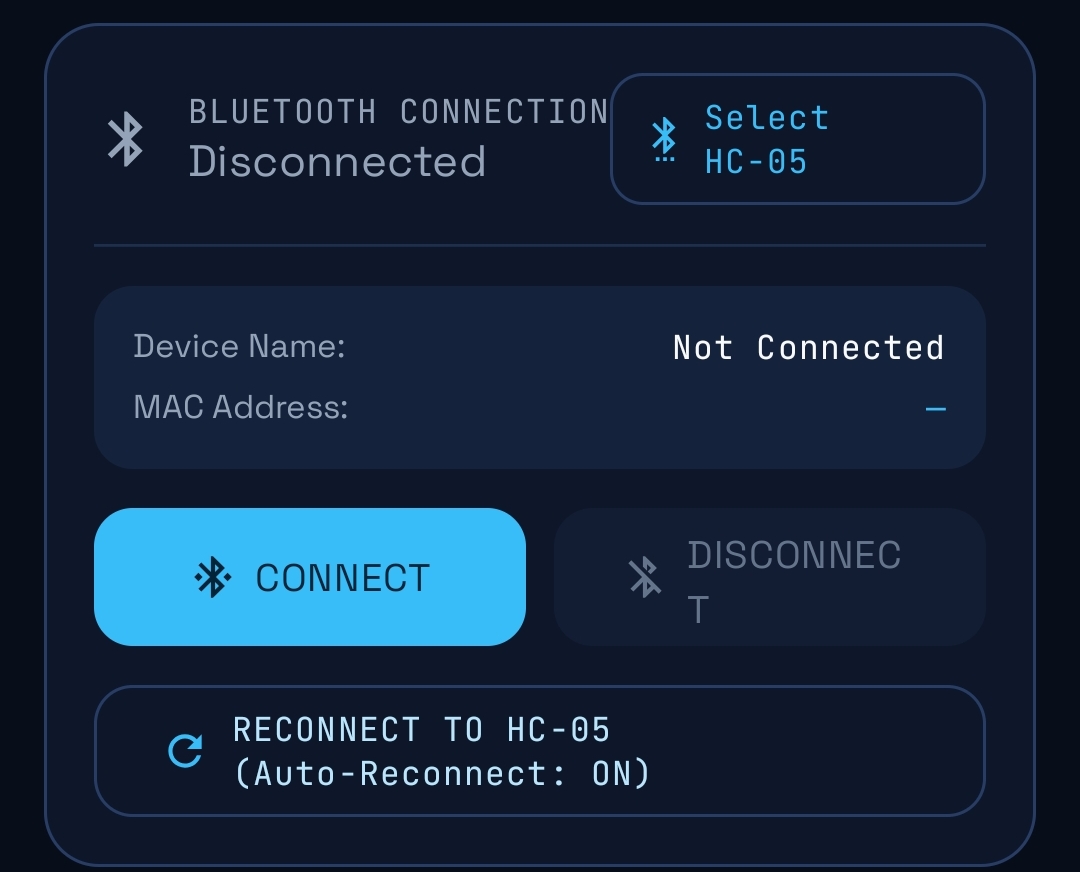 BLUETOOTH CONNECTION
Disconnected
Select
HC-05
Device Name:
Not Connected
MAC Address:
—
CONNECT
DISCONNEC
T
RECONNECT TO HC-05
(Auto-Reconnect: ON)